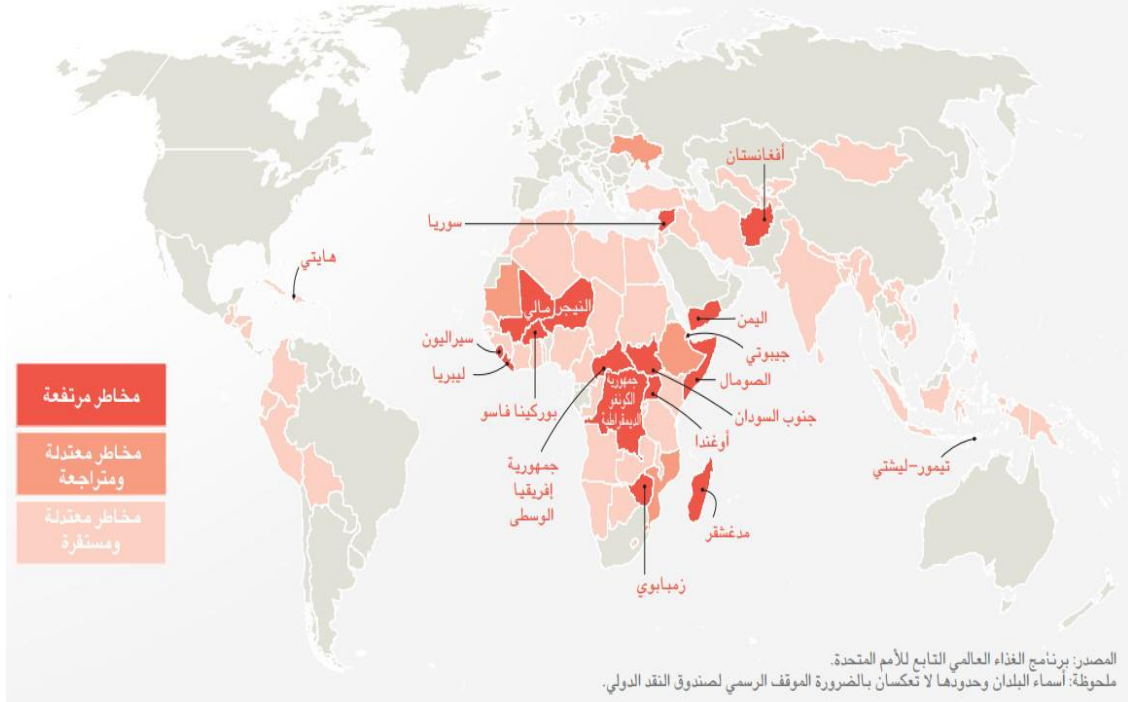 أفغانستان
سوريا
هايتي
النيجر
مالي
اليمن
جيبوتي
سيراليون
ليبريا
الصومال
جمهورية
الكونغو
الديمقراطية
بوركينا فاسو
جنوب السودان
أوغندا
جمهورية
إفريقيا
الوسطى
تيمور-ليشتي
مدغشقر
زمبابوي
مخاطر مرتفعة
مخاطر معتدلة
ومتراجعة
مخاطر معتدلة
ومستقرة
المصدر: برنامج الغذاء العالمي التابع للأمم المتحدة.
ملحوظة: أسماء البلدان وحدودها لا تعكسان بالضرورة الموقف الرسمي لصندوق النقد الدولي.